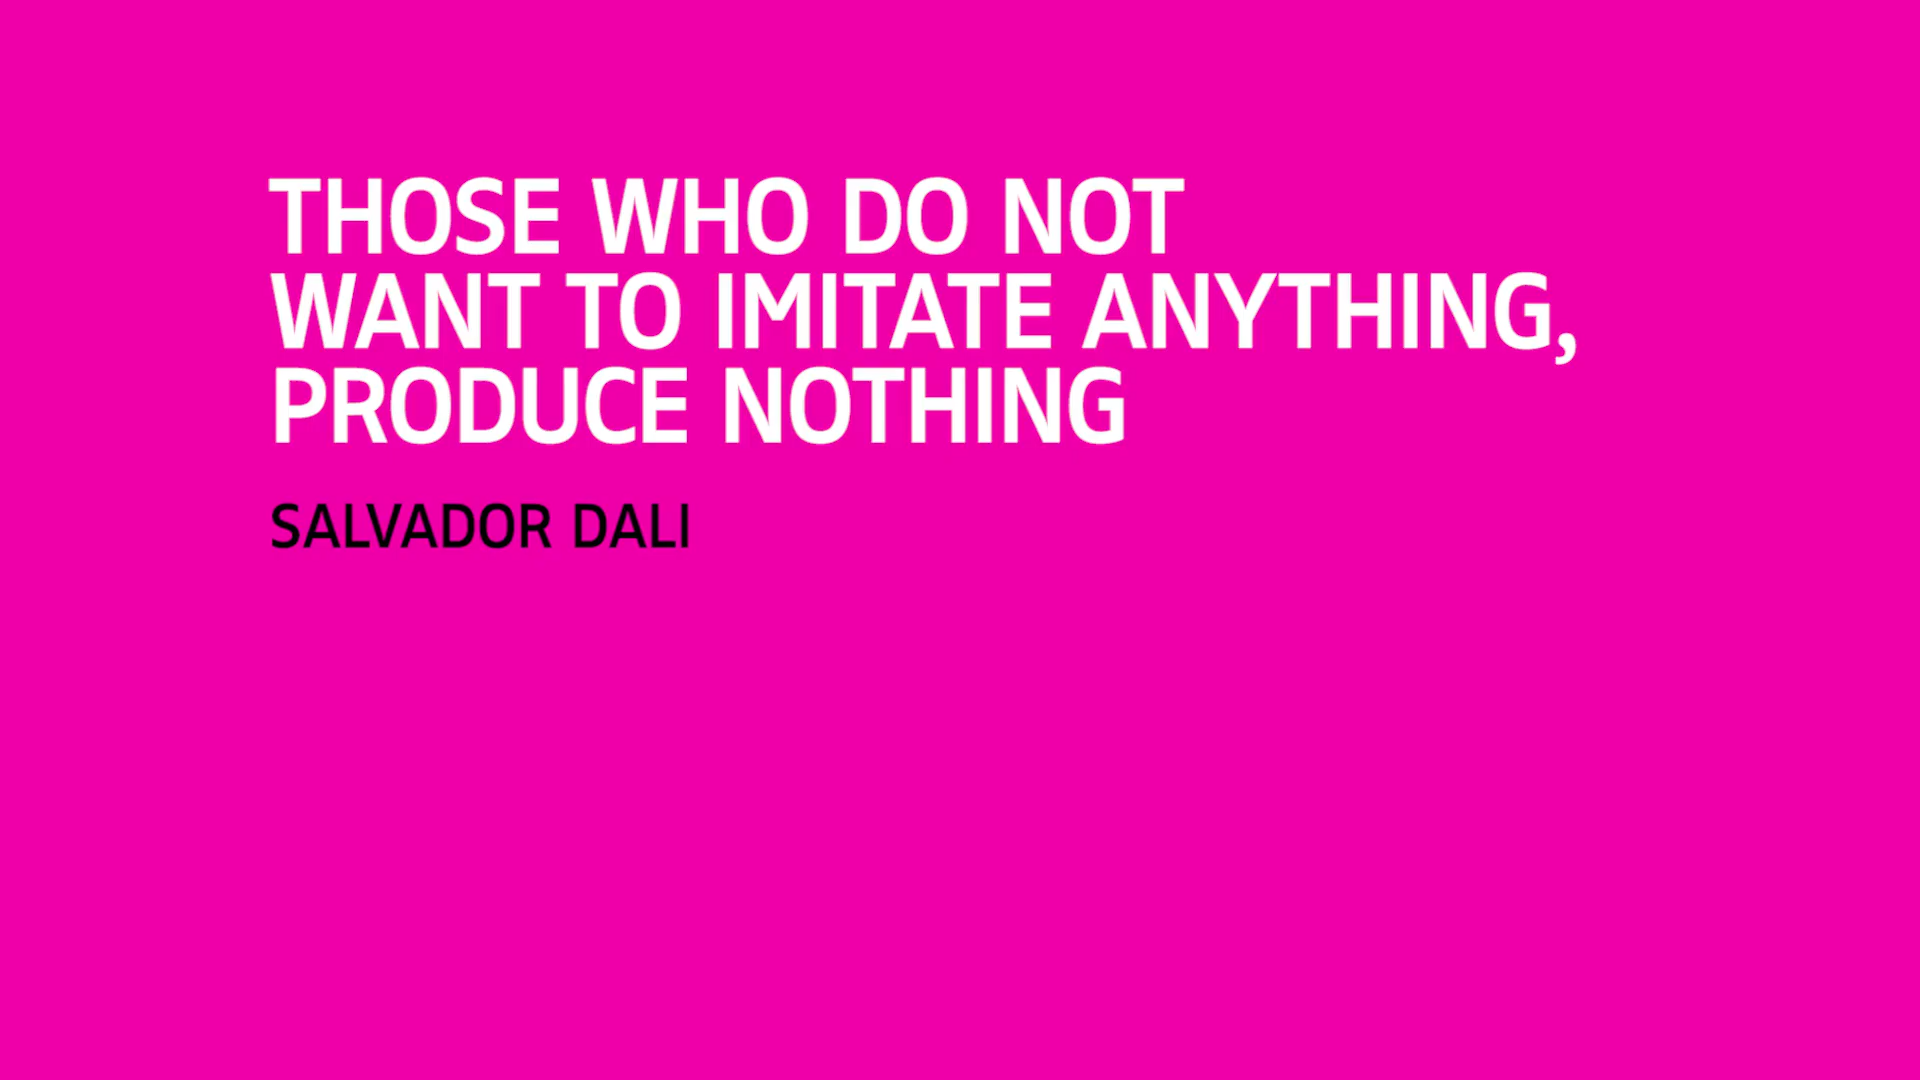 THOSE WHO DO NOT
WANT TO IMITATE ANYTHING,
PRODUCE NOTHING
SALVADOR DALI